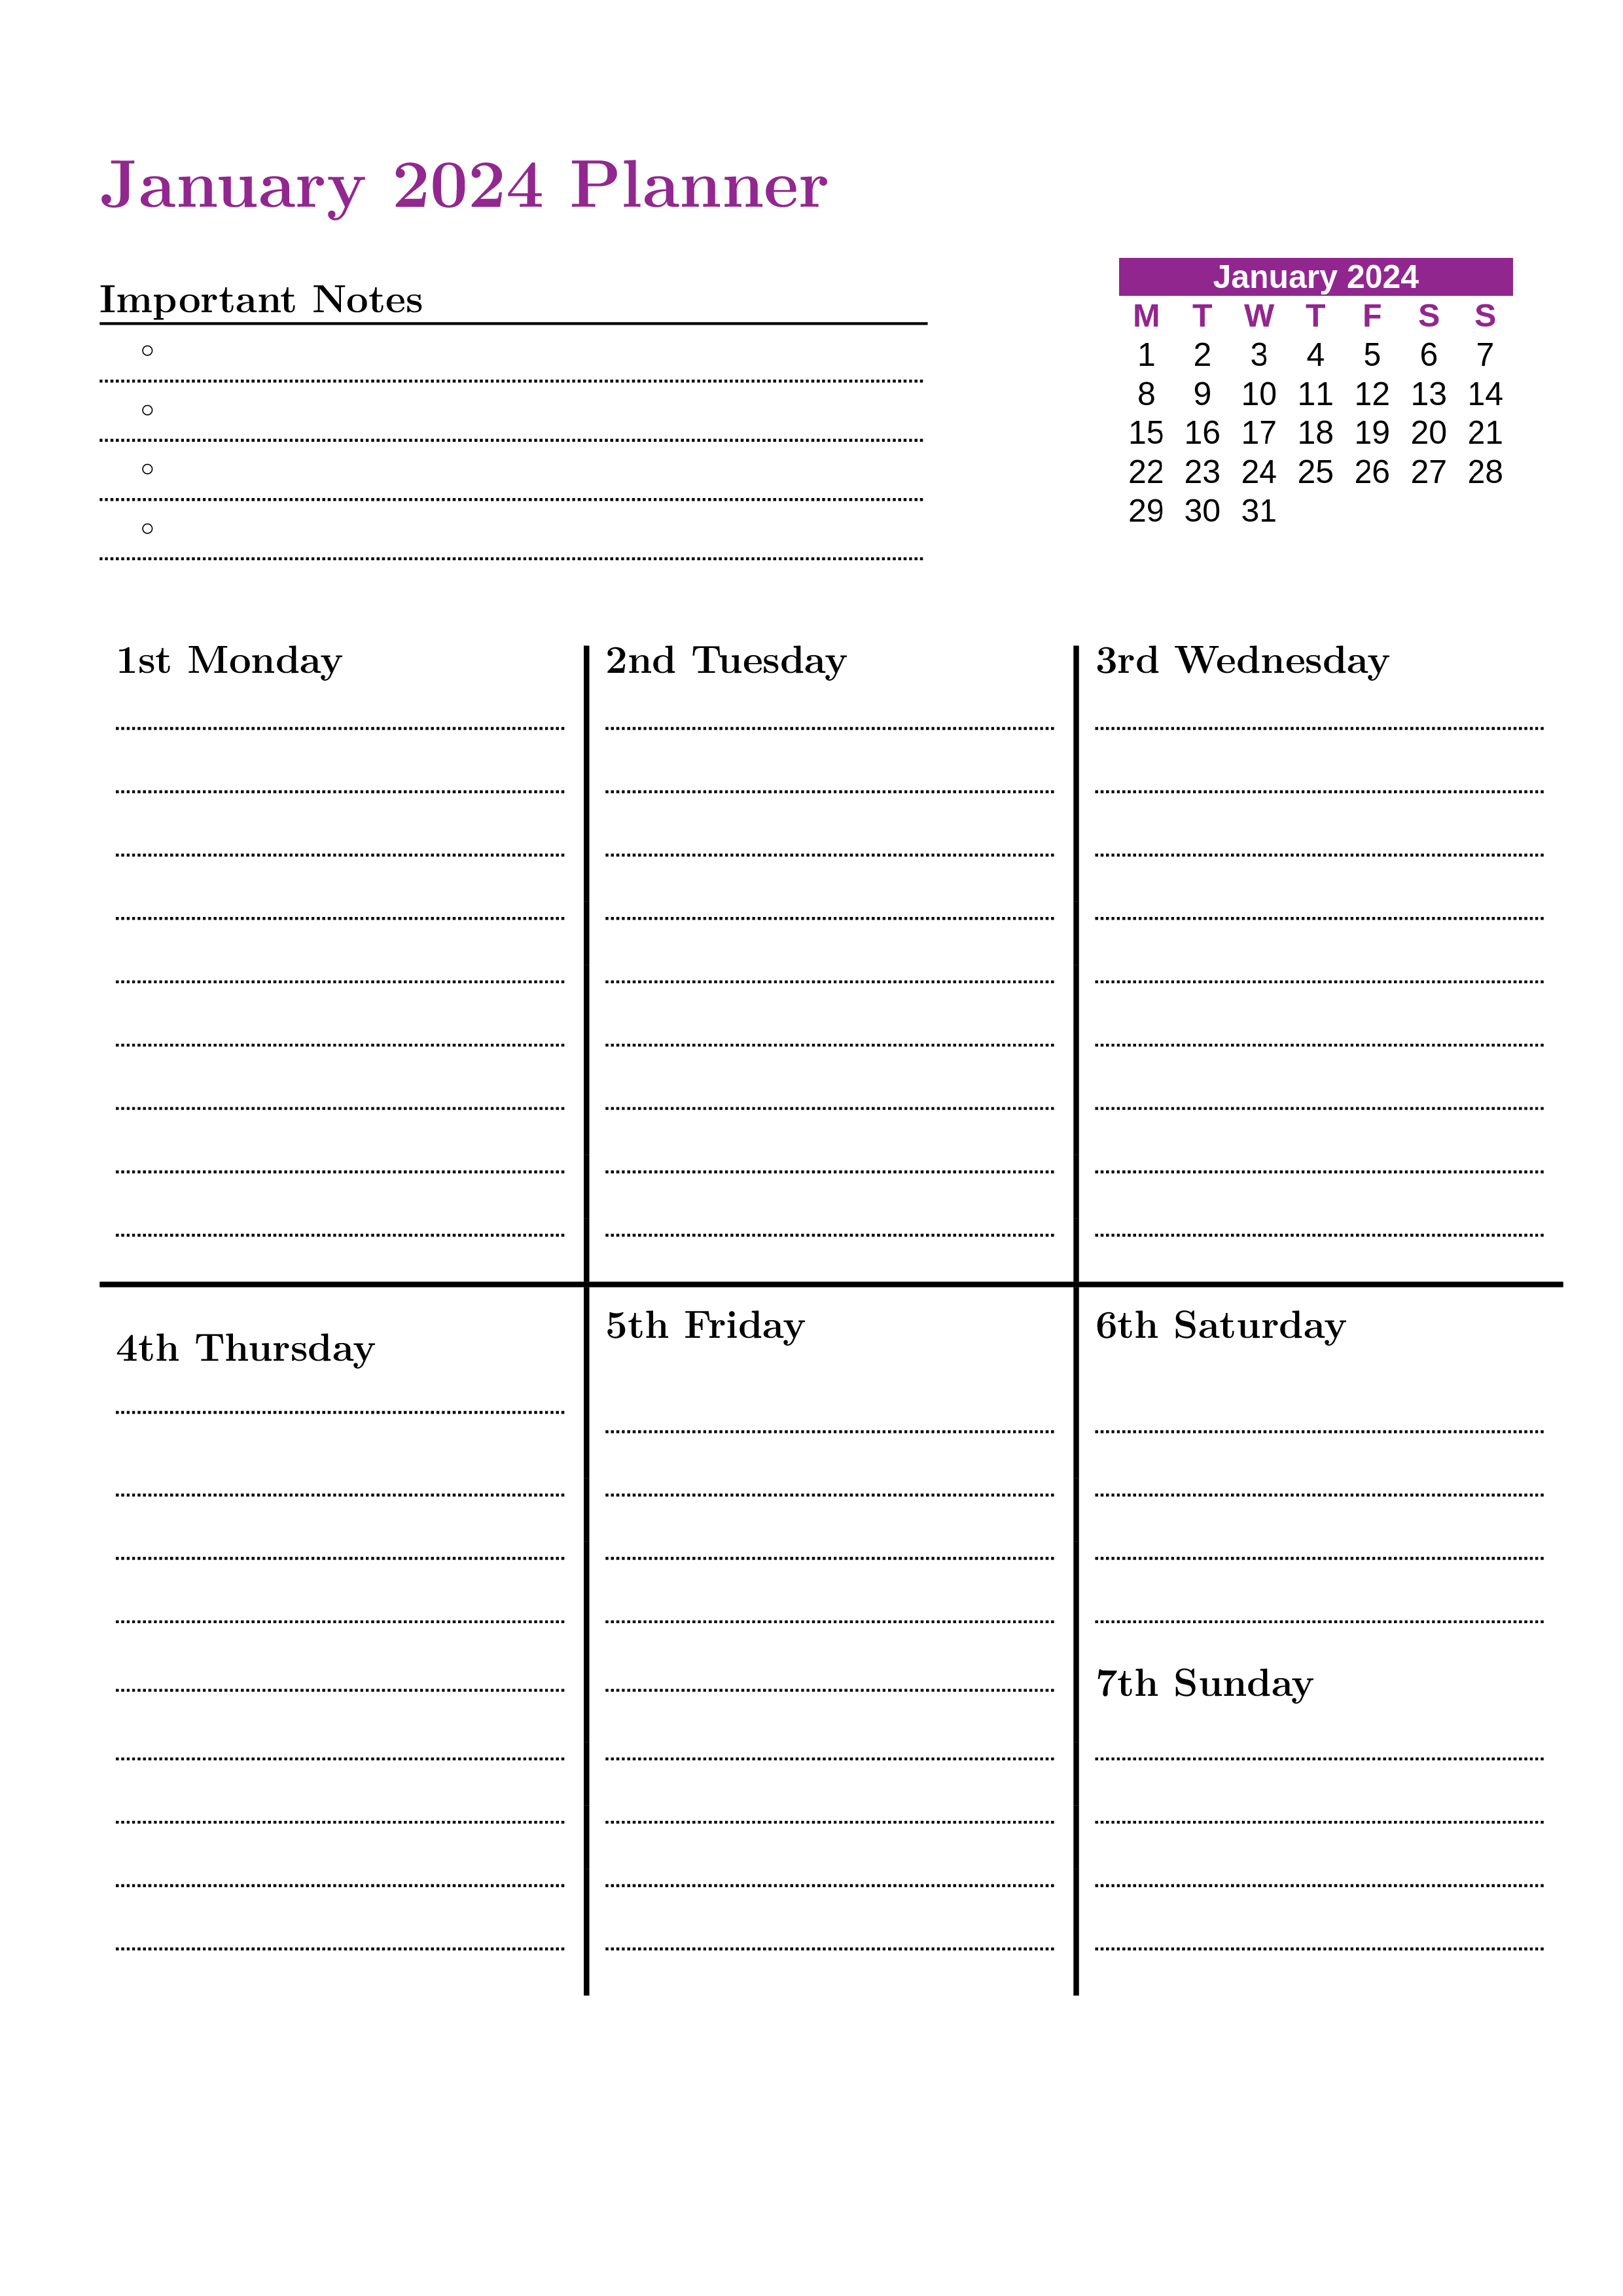 January 2024 Planner
Important Notes
January 2024
M T W T F S S
1 2 3 4 5 6 7
8 9 10 11 12 13 14
15 16 17 18 19 20 21
22 23 24 25 26 27 28
29 30 31
1st Monday
2nd Tuesday
3rd Wednesday
4th Thursday
5th Friday
6th Saturday
7th Sunday